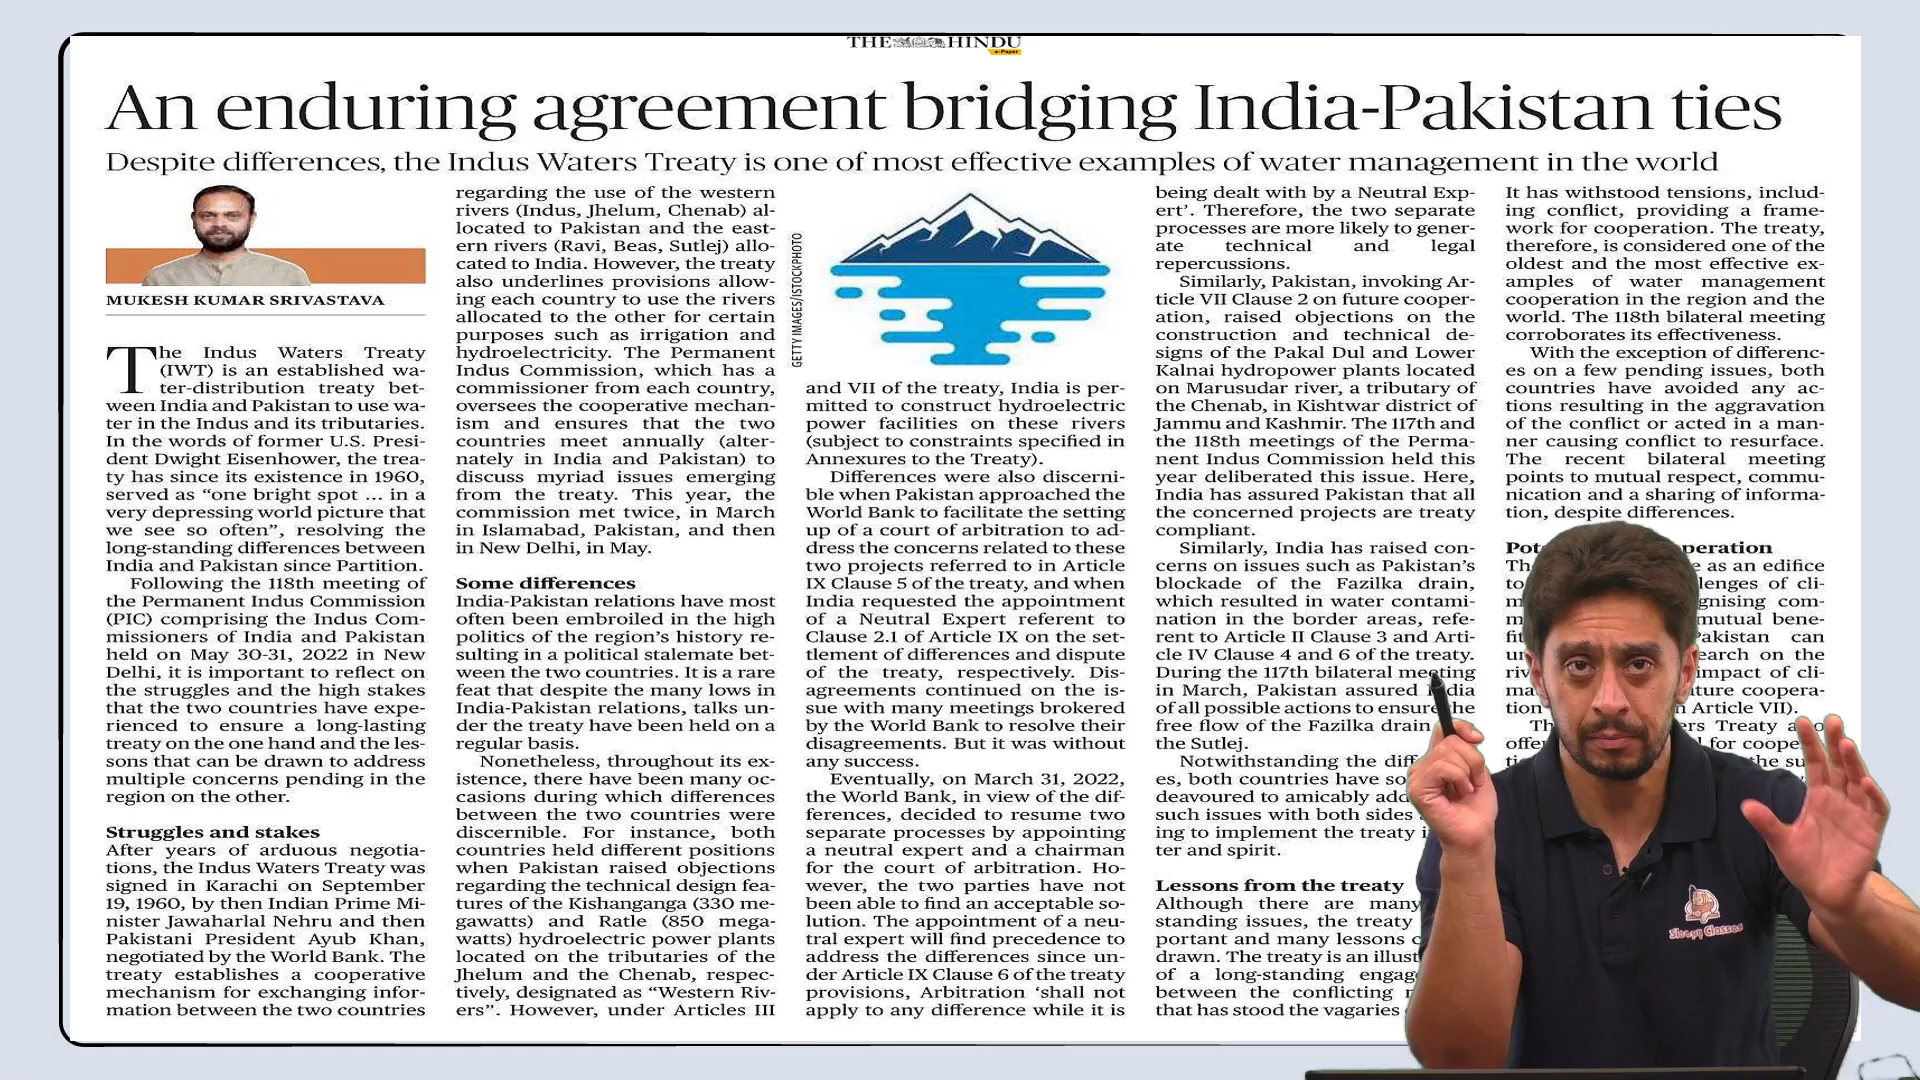 THE HINDU
e-Paper
An enduring agreement bridging India-Pakistan ties
Despite differences, the Indus Waters Treaty is one of most effective examples of water management in the world
MUKESH KUMAR SRIVASTAVA
The Indus Waters Treaty
(IWT) is an established wa-
ter-distribution treaty bet-
ween India and Pakistan to use wa-
ter in the Indus and its tributaries.
In the words of former U.S. Presi-
dent Dwight Eisenhower, the trea-
ty has since its existence in 1960,
served as “one bright spot ... in a
very depressing world picture that
we see so often”, resolving the
long-standing differences between
India and Pakistan since Partition.
Following the 118th meeting of
the Permanent Indus Commission
(PIC) comprising the Indus Com-
missioners of India and Pakistan
held on May 30-31, 2022 in New
Delhi, it is important to reflect on
the struggles and the high stakes
that the two countries have expe-
rienced to ensure a long-lasting
treaty on the one hand and the les-
sons that can be drawn to address
multiple concerns pending in the
region on the other.
Struggles and stakes
After years of arduous negotia-
tions, the Indus Waters Treaty was
signed in Karachi on September
19, 1960, by then Indian Prime Mi-
nister Jawaharlal Nehru and then
Pakistani President Ayub Khan,
negotiated by the World Bank. The
treaty establishes a cooperative
mechanism for exchanging infor-
mation between the two countries
regarding the use of the western
rivers (Indus, Jhelum, Chenab) al-
located to Pakistan and the east-
ern rivers (Ravi, Beas, Sutlej) allo-
cated to India. However, the treaty
also underlines provisions allow-
ing each country to use the rivers
allocated to the other for certain
purposes such as irrigation and
hydroelectricity. The Permanent
Indus Commission, which has a
commissioner from each country,
oversees the cooperative mechan-
ism and ensures that the two
countries meet annually (alter-
nately in India and Pakistan) to
discuss myriad issues emerging
from the treaty. This year, the
commission met twice, in March
in Islamabad, Pakistan, and then
in New Delhi, in May.
Some differences
India-Pakistan relations have most
often been embroiled in the high
politics of the region’s history re-
sulting in a political stalemate bet-
ween the two countries. It is a rare
feat that despite the many lows in
India-Pakistan relations, talks un-
der the treaty have been held on a
regular basis.
Nonetheless, throughout its ex-
istence, there have been many oc-
casions during which differences
between the two countries were
discernible. For instance, both
countries held different positions
when Pakistan raised objections
regarding the technical design fea-
tures of the Kishanganga (330 me-
gawatts) and Ratle (850 mega-
watts) hydroelectric power plants
located on the tributaries of the
Jhelum and the Chenab, respec-
tively, designated as “Western Riv-
ers”. However, under Articles III
GETTY IMAGES/ISTOCKPHOTO
and VII of the treaty, India is per-
mitted to construct hydroelectric
power facilities on these rivers
(subject to constraints specified in
Annexures to the Treaty).
Differences were also discerni-
ble when Pakistan approached the
World Bank to facilitate the setting
up of a court of arbitration to ad-
dress the concerns related to these
two projects referred to in Article
IX Clause 5 of the treaty, and when
India requested the appointment
of a Neutral Expert referent to
Clause 2.1 of Article IX on the set-
tlement of differences and dispute
of the treaty, respectively. Dis-
agreements continued on the is-
sue with many meetings brokered
by the World Bank to resolve their
disagreements. But it was without
any success.
Eventually, on March 31, 2022,
the World Bank, in view of the dif-
ferences, decided to resume two
separate processes by appointing
a neutral expert and a chairman
for the court of arbitration. Ho-
wever, the two parties have not
been able to find an acceptable so-
lution. The appointment of a neu-
tral expert will find precedence to
address the differences since un-
der Article IX Clause 6 of the treaty
provisions, Arbitration ‘shall not
apply to any difference while it is
being dealt with by a Neutral Exp-
ert’. Therefore, the two separate
processes are more likely to gener-
ate technical and legal
repercussions.
Similarly, Pakistan, invoking Ar-
ticle VII Clause 2 on future cooper-
ation, raised objections on the
construction and technical de-
signs of the Pakal Dul and Lower
Kalnai hydropower plants located
on Marusudar river, a tributary of
the Chenab, in Kishtwar district of
Jammu and Kashmir. The 117th and
the 118th meetings of the Perma-
nent Indus Commission held this
year deliberated this issue. Here,
India has assured Pakistan that all
the concerned projects are treaty
compliant.
Similarly, India has raised con-
cerns on issues such as Pakistan’s
blockade of the Fazilka drain,
which resulted in water contami-
nation in the border areas, refe-
rent to Article II Clause 3 and Arti-
cle IV Clause 4 and 6 of the treaty.
During the 117th bilateral meeting
in March, Pakistan assured India
of all possible actions to ensure the
free flow of the Fazilka drain
the Sutlej.
Notwithstanding the
es, both countries have
deavoured to amicably
such issues with both sides
ing to implement the treaty
ter and spirit.
Lessons from the treaty
Although there are many
standing issues, the treaty
portant and many lessons
drawn. The treaty is an
of a long-standing
between the conflicting
that has stood the vagaries
It has withstood tensions, includ-
ing conflict, providing a frame-
work for cooperation. The treaty,
therefore, is considered one of the
oldest and the most effective ex-
amples of water management
cooperation in the region and the
world. The 118th bilateral meeting
corroborates its effectiveness.
With the exception of differenc-
es on a few pending issues, both
countries have avoided any ac-
tions resulting in the aggravation
of the conflict or acted in a man-
ner causing conflict to resurface.
The recent bilateral meeting
points to mutual respect, commu-
nication and a sharing of informa-
tion, despite differences.
as an edifice
of cli-
com-
mutual bene-
Pakistan can
on the
impact of cli-
coopera-
Article VII).
Treaty
for
the
Sleepy Classes